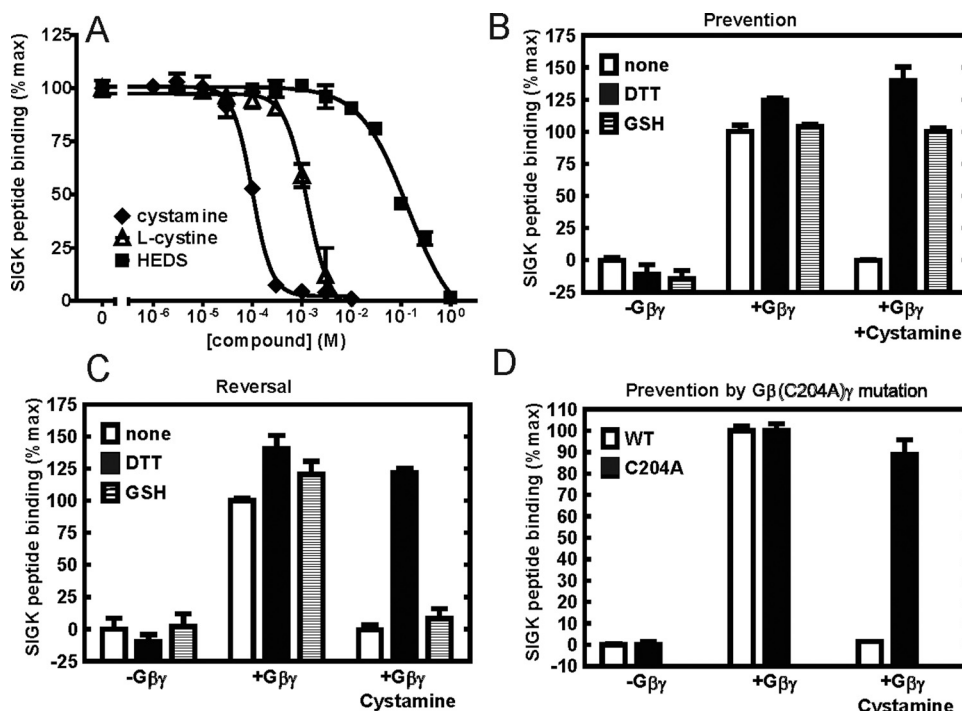 A
SIGK peptide binding (% max)
125
100
75
50
25
0
cystamine
L-cystine
HEDS
0 10-6 10-5 10-4 10-3 10-2 10-1 100
[compound] (M)
B
Prevention
SIGK peptide binding (% max)
175
150
125
100
75
50
25
0
-25
none
DTT
GSH
-Gβγ +Gβγ +Gβγ
+Cystamine
C
Reversal
SIGK peptide binding (% max)
175
150
125
100
75
50
25
0
-25
none
DTT
GSH
-Gβγ +Gβγ +Gβγ
Cystamine
D
Prevention by Gβ(C204A)γ mutation
SIGK peptide binding (% max)
110
100
90
80
70
60
50
40
30
20
10
0
-10
WT
C204A
-Gβγ +Gβγ +Gβγ
Cystamine